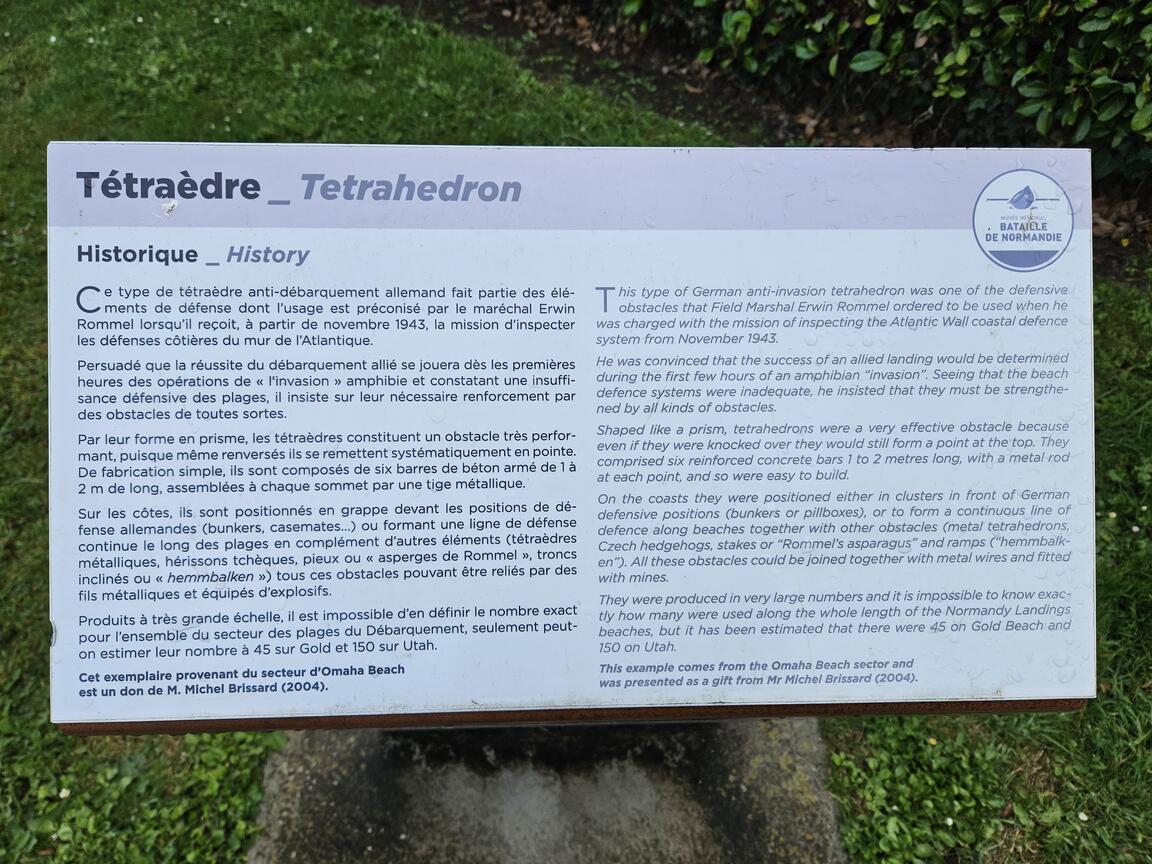 Tétraèdre _ Tetrahedron
MUSÉE MÉMORIAL
BATAILLE
DE NORMANDIE
Historique _ History
Ce type de tétraèdre anti-débarquement allemand fait partie des élé-
ments de défense dont l'usage est préconisé par le maréchal Erwin
Rommel lorsqu'il reçoit, à partir de novembre 1943, la mission d'inspecter
les défenses côtières du mur de l'Atlantique.
Persuadé que la réussite du débarquement allié se jouera dès les premières
heures des opérations de « l'invasion » amphibie et constatant une insuffi-
sance défensive des plages, il insiste sur leur nécessaire renforcement par
des obstacles de toutes sortes.
Par leur forme en prisme, les tétraèdres constituent un obstacle très perfor-
mant, puisque même renversés ils se remettent systématiquement en pointe.
De fabrication simple, ils sont composés de six barres de béton armé de 1 à
2 m de long, assemblées à chaque sommet par une tige métallique.
Sur les côtes, ils sont positionnés en grappe devant les positions de dé-
fense allemandes (bunkers, casemates...) ou formant une ligne de défense
continue le long des plages en complément d'autres éléments (tétraèdres
métalliques, hérissons tchèques, pieux ou « asperges de Rommel », troncs
inclinés ou « hemmbalken ») tous ces obstacles pouvant être reliés par des
fils métalliques et équipés d'explosifs.
Produits à très grande échelle, il est impossible d'en définir le nombre exact
pour l'ensemble du secteur des plages du Débarquement, seulement peut-
on estimer leur nombre à 45 sur Gold et 150 sur Utah.
Cet exemplaire provenant du secteur d'Omaha Beach
est un don de M. Michel Brissard (2004).
This type of German anti-invasion tetrahedron was one of the defensive
obstacles that Field Marshal Erwin Rommel ordered to be used when he
was charged with the mission of inspecting the Atlantic Wall coastal defence
system from November 1943.
He was convinced that the success of an allied landing would be determined
during the first few hours of an amphibian "invasion". Seeing that the beach
defence systems were inadequate, he insisted that they must be strengthe-
ned by all kinds of obstacles.
Shaped like a prism, tetrahedrons were a very effective obstacle because
even if they were knocked over they would still form a point at the top. They
comprised six reinforced concrete bars 1 to 2 metres long, with a metal rod
at each point, and so were easy to build.
On the coasts they were positioned either in clusters in front of German
defensive positions (bunkers or pillboxes), or to form a continuous line of
defence along beaches together with other obstacles (metal tetrahedrons,
Czech hedgehogs, stakes or "Rommel's asparagus" and ramps ("hemmbalk-
en"). All these obstacles could be joined together with metal wires and fitted
with mines.
They were produced in very large numbers and it is impossible to know exac-
tly how many were used along the whole length of the Normandy Landings
beaches, but it has been estimated that there were 45 on Gold Beach and
150 on Utah.
This example comes from the Omaha Beach sector and
was presented as a gift from Mr Michel Brissard (2004).